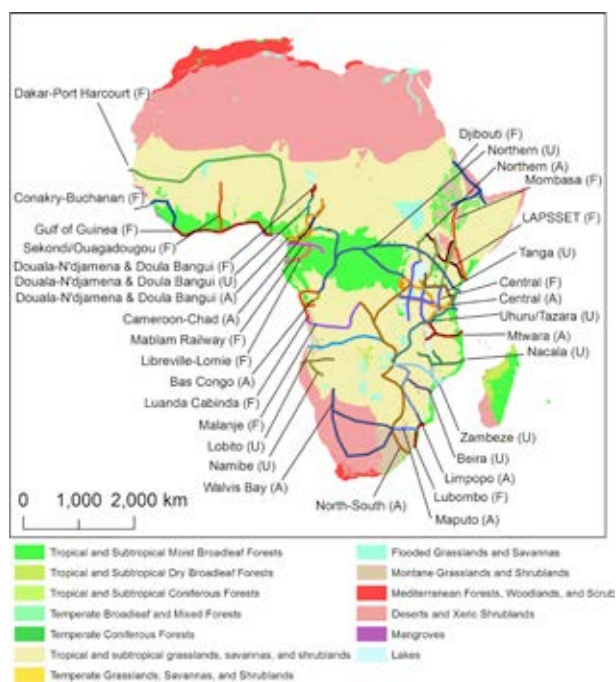 Dakar-Port Harcourt (F)
Conakry-Buchanan (F)
Gulf of Guinea (F)
Sekondi/Ouagadougou (F)
Douala-N'djamena & Doula Bangui (F)
Douala-N'djamena & Doula Bangui (U)
Douala-N'djamena & Doula Bangui (A)
Cameroon-Chad (A)
Mablam Railway (F)
Libreville-Lomie (F)
Bas Congo (A)
Luanda Cabinda (F)
Malanje (F)
Lobito (U)
Namibe (U)
Walvis Bay (A)
North-South (A)
Djibouti (F)
Northern (U)
Northern (A)
Mombasa (F)
LAPSSET (F)
Tanga (U)
Central (F)
Central (A)
Uhuru/Tazara (U)
Mtwara (A)
Nacala (U)
Zambeze (U)
Beira (U)
Limpopo (A)
Lubombo (F)
Maputo (A)
0 1,000 2,000 km
Tropical and Subtropical Moist Broadleaf Forests
Tropical and Subtropical Dry Broadleaf Forests
Tropical and Subtropical Coniferous Forests
Temperate Broadleaf and Mixed Forests
Temperate Coniferous Forests
Tropical and subtropical grasslands, savannas, and shrublands
Temperate Grasslands, Savannas, and Shrublands
Flooded Grasslands and Savannas
Montane Grasslands and Shrublands
Mediterranean Forests, Woodlands, and Scrub
Deserts and Xeric Shrublands
Mangroves
Lakes